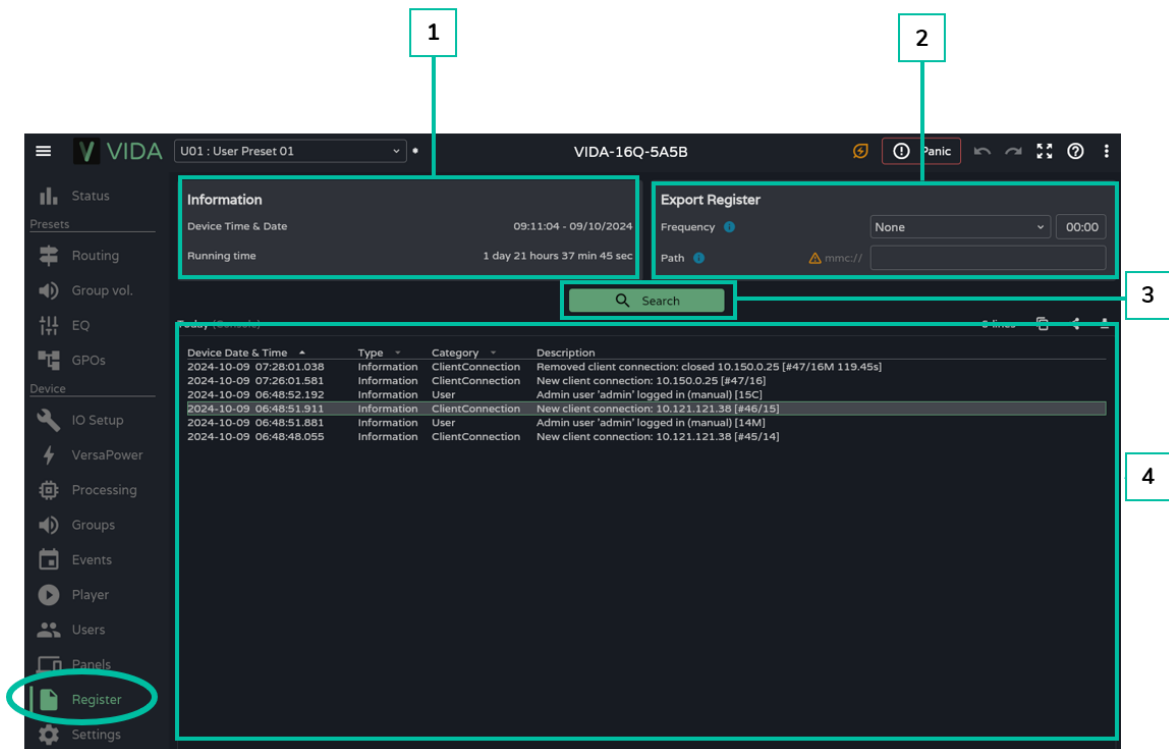 1
2
VIDA U01 : User Preset 01 VIDA-16Q-5A5B Panic
Status
Presets
Routing
Group vol.
EQ
GPOs
Device
IO Setup
VersaPower
Processing
Groups
Events
Player
Users
Panels
Register
Settings
Information
Device Time & Date 09:11:04 - 09/10/2024
Running time 1 day 21 hours 37 min 45 sec
Export Register
Frequency None 00:00
Path mmc://
Search
3
Today lines
Device Date & Time Type Category Description
2024-10-09 07:28:01.038 Information ClientConnection Removed client connection: closed 10.150.0.25 [#47/16M 119.45s]
2024-10-09 07:26:01.581 Information ClientConnection New client connection: 10.150.0.25 [#47/16]
2024-10-09 06:48:52.192 Information User Admin user 'admin' logged in (manual) [15C]
2024-10-09 06:48:51.911 Information ClientConnection New client connection: 10.121.121.38 [#46/15]
2024-10-09 06:48:51.881 Information User Admin user 'admin' logged in (manual) [14M]
2024-10-09 06:48:48.055 Information ClientConnection New client connection: 10.121.121.38 [#45/14]
4